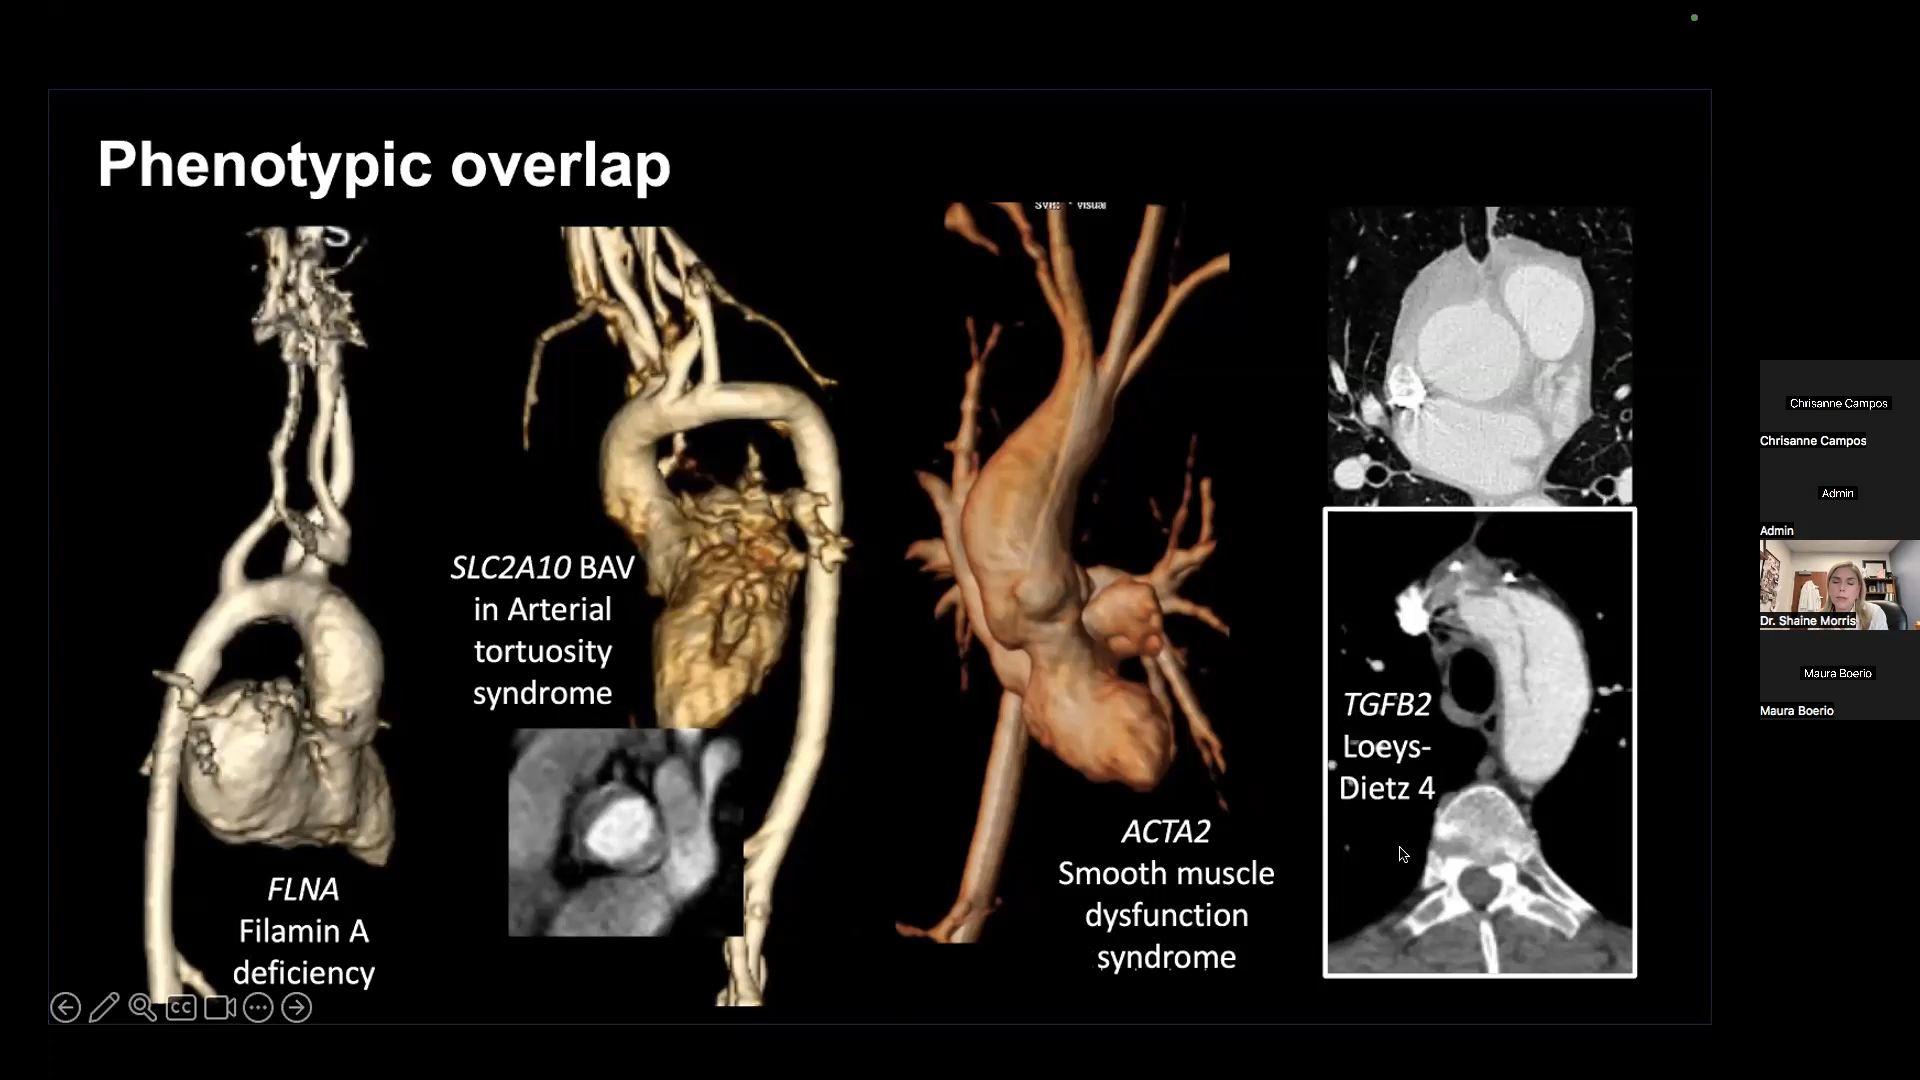 Phenotypic overlap
S
SLC2A10 BAV
in Arterial
tortuosity
syndrome
FLNA
Filamin A
deficiency
ACTA2
Smooth muscle
dysfunction
syndrome
TGFB2
Loeys-
Dietz 4
CC
Chrisanne Campos
Chrisanne Campos
Admin
Admin
Dr. Shaine Morris
Maura Boerio
Maura Boerio